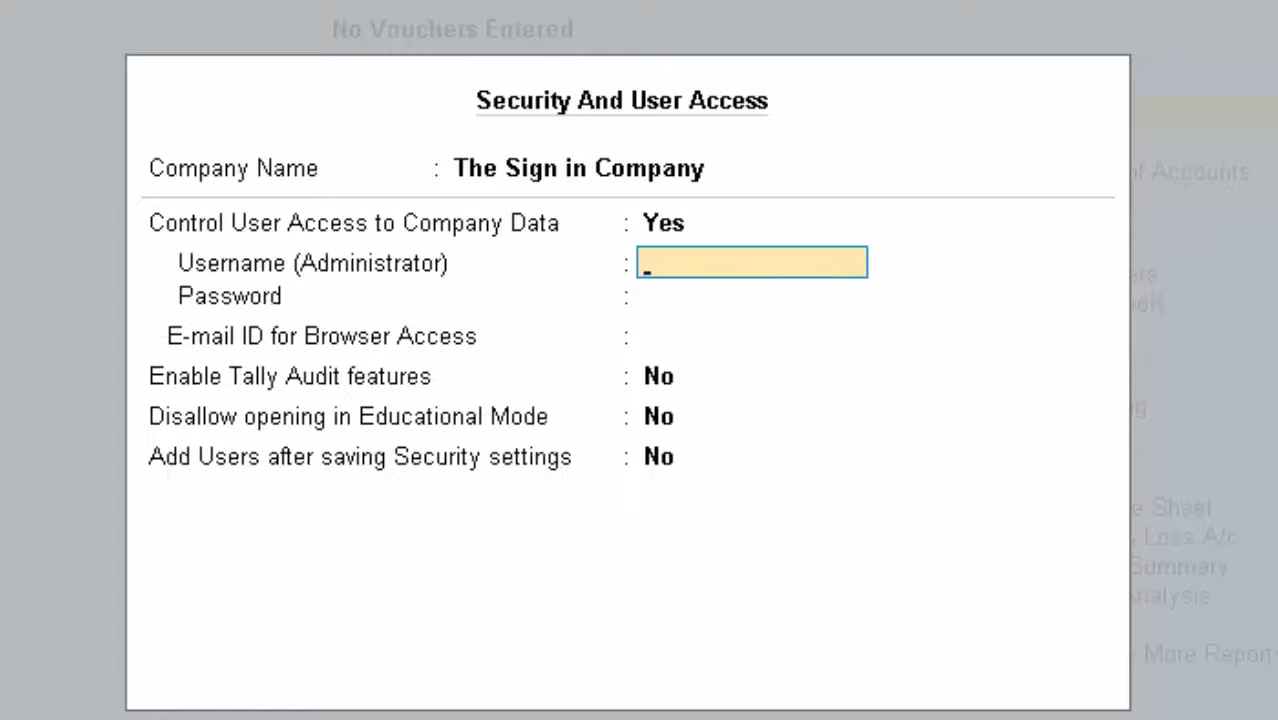 No Vouchers Entered
Security And User Access
Company Name : The Sign in Company
Control User Access to Company Data : Yes
Username (Administrator) :
Password :
E-mail ID for Browser Access :
Enable Tally Audit features : No
Disallow opening in Educational Mode : No
Add Users after saving Security settings : No
of Accounts
Sheet
Loss A/c
Summary
Analysis
More Reports